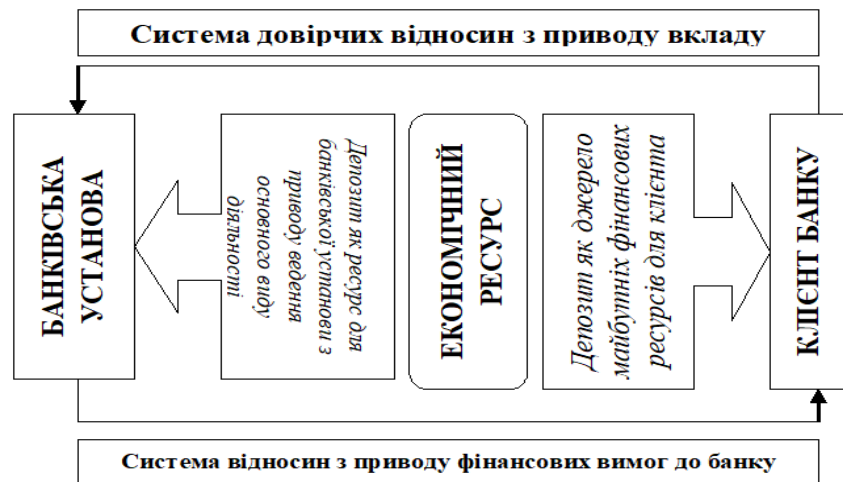 Система довірчих відносин з приводу вкладу
БАНКІВСЬКА
УСТАНОВА
Депозит як ресурс для
банківської установи з
приводу ведення
основного виду
діяльності
ЕКОНОМІЧНИЙ
РЕСУРС
Депозит як джерело
майбутніх фінансових
ресурсів для клієнта
КЛІЄНТ БАНКУ
Система відносин з приводу фінансових вимог до банку